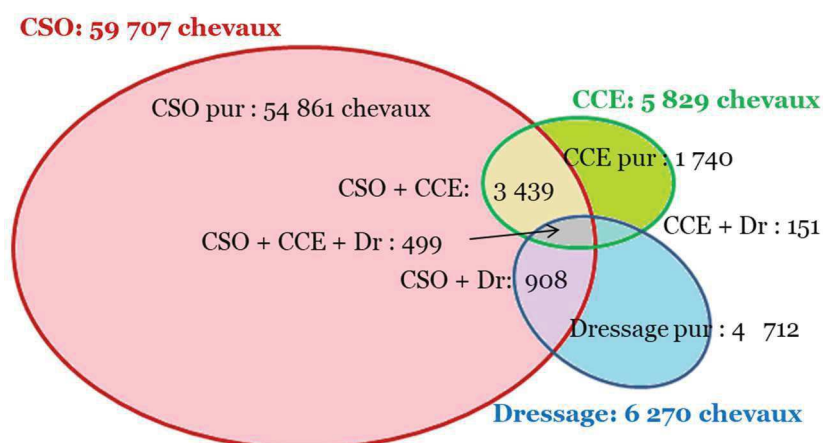 CSO: 59 707 chevaux
CSO pur : 54 861 chevaux
CCE: 5 829 chevaux
CCE pur : 1 740
CSO + CCE: 3 439
CCE + Dr : 151
CSO + CCE + Dr : 499
CSO + Dr: 908
Dressage pur : 4 712
Dressage: 6 270 chevaux